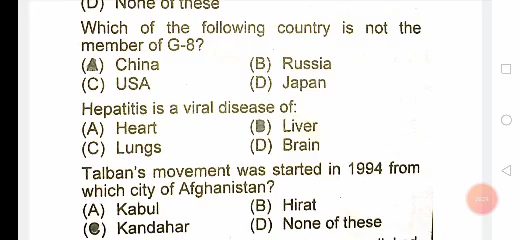 (D) None of these
Which of the following country is not the
member of G-8?
(A) China (B) Russia
(C) USA (D) Japan
Hepatitis is a viral disease of:
(A) Heart (B) Liver
(C) Lungs (D) Brain
Talban's movement was started in 1994 from
which city of Afghanistan?
(A) Kabul (B) Hirat
(C) Kandahar (D) None of these